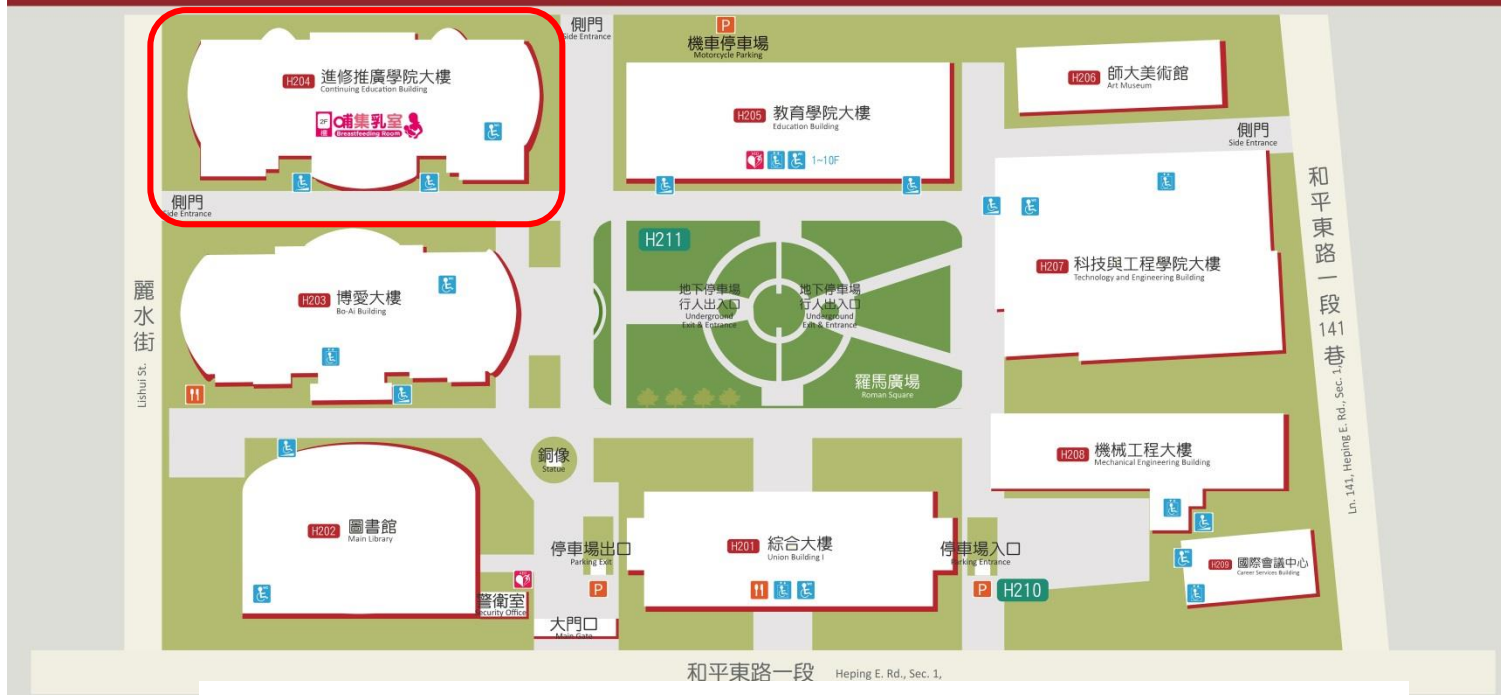 側門
Side Entrance
P
機車停車場
Motorcycle Parking
H204 進修推廣學院大樓
Continuing Education Building
2F
哺集乳室
Breastfeeding Room
H205 教育學院大樓
Education Building
1~10F
H206 師大美術館
Art Museum
側門
Side Entrance
側門
Side Entrance
H211
地下停車場
行人出入口
Underground
Exit & Entrance
地下停車場
行人出入口
Underground
Exit & Entrance
羅馬廣場
Roman Square
H203 博愛大樓
Bo-Ai Building
H207 科技與工程學院大樓
Technology and Engineering Building
麗水街
Lishui St.
和平東路一段141巷
Ln. 141, Heping E. Rd., Sec. 1,
銅像
Statue
H208 機械工程大樓
Mechanical Engineering Building
H202 圖書館
Main Library
停車場出口
Parking Exit
P
H201 綜合大樓
Union Building I
停車場入口
Parking Entrance
P
H210
H209 國際會議中心
Career Services Building
警衛室
Security Office
大門口
Main Gate
和平東路一段 Heping E. Rd., Sec. 1,